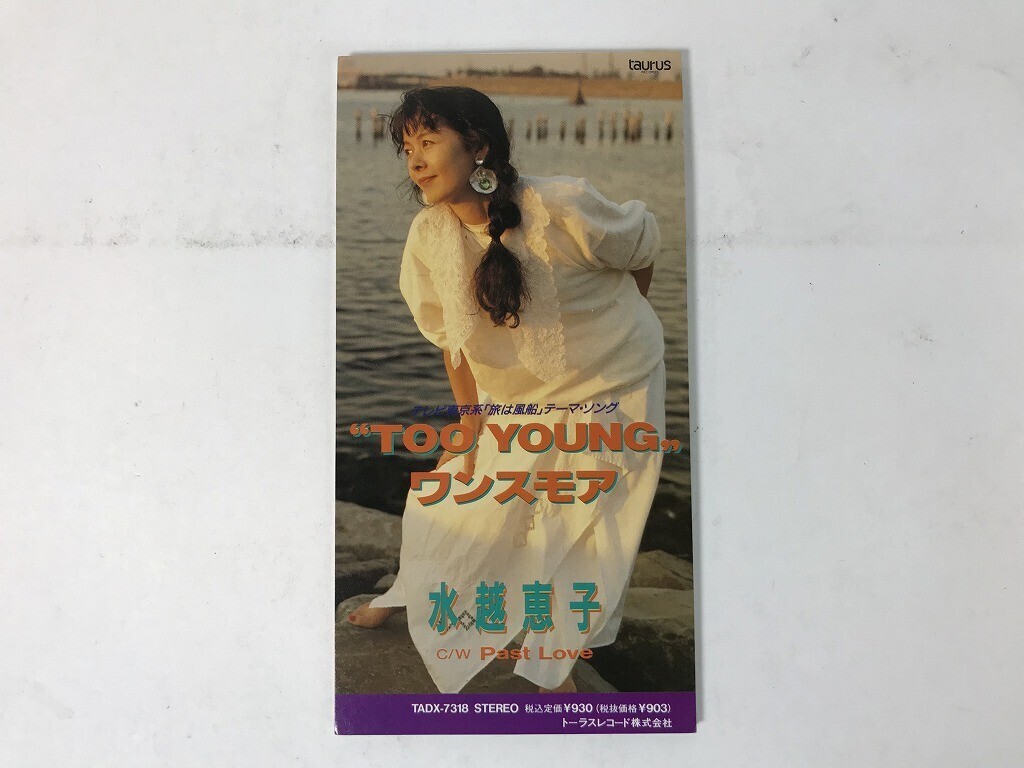 taurus
テレビ東京系「旅は風船」テーマ・ソング
“TOO YOUNG„
ワンスモア
水越恵子
C/W Past Love
TADX-7318 STEREO 税込定価¥930(税抜価格¥903)
トーラスレコード株式会社